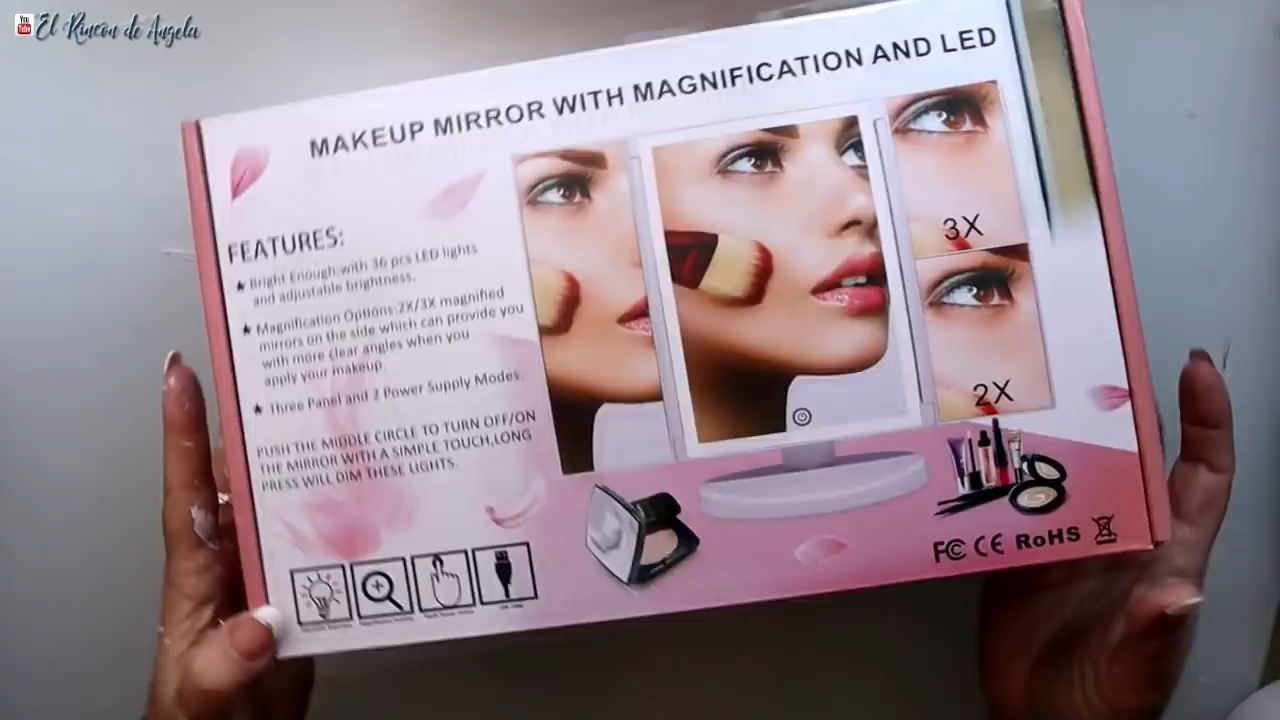 You
Tube
El Rincon de Angela
MAKEUP MIRROR WITH MAGNIFICATION AND LED
FEATURES:
★ Bright Enough:with 36 pcs LED lights
and adjustable brightness.
★ Magnification Options:2X/3X magnified
mirrors on the side which can provide you
with more clear angles when you
apply your makeup.
★ Three Panel and 2 Power Supply Modes.
PUSH THE MIDDLE CIRCLE TO TURN OFF/ON
THE MIRROR WITH A SIMPLE TOUCH,LONG
PRESS WILL DIM THESE LIGHTS.
3X
2X
FC CE RoHS